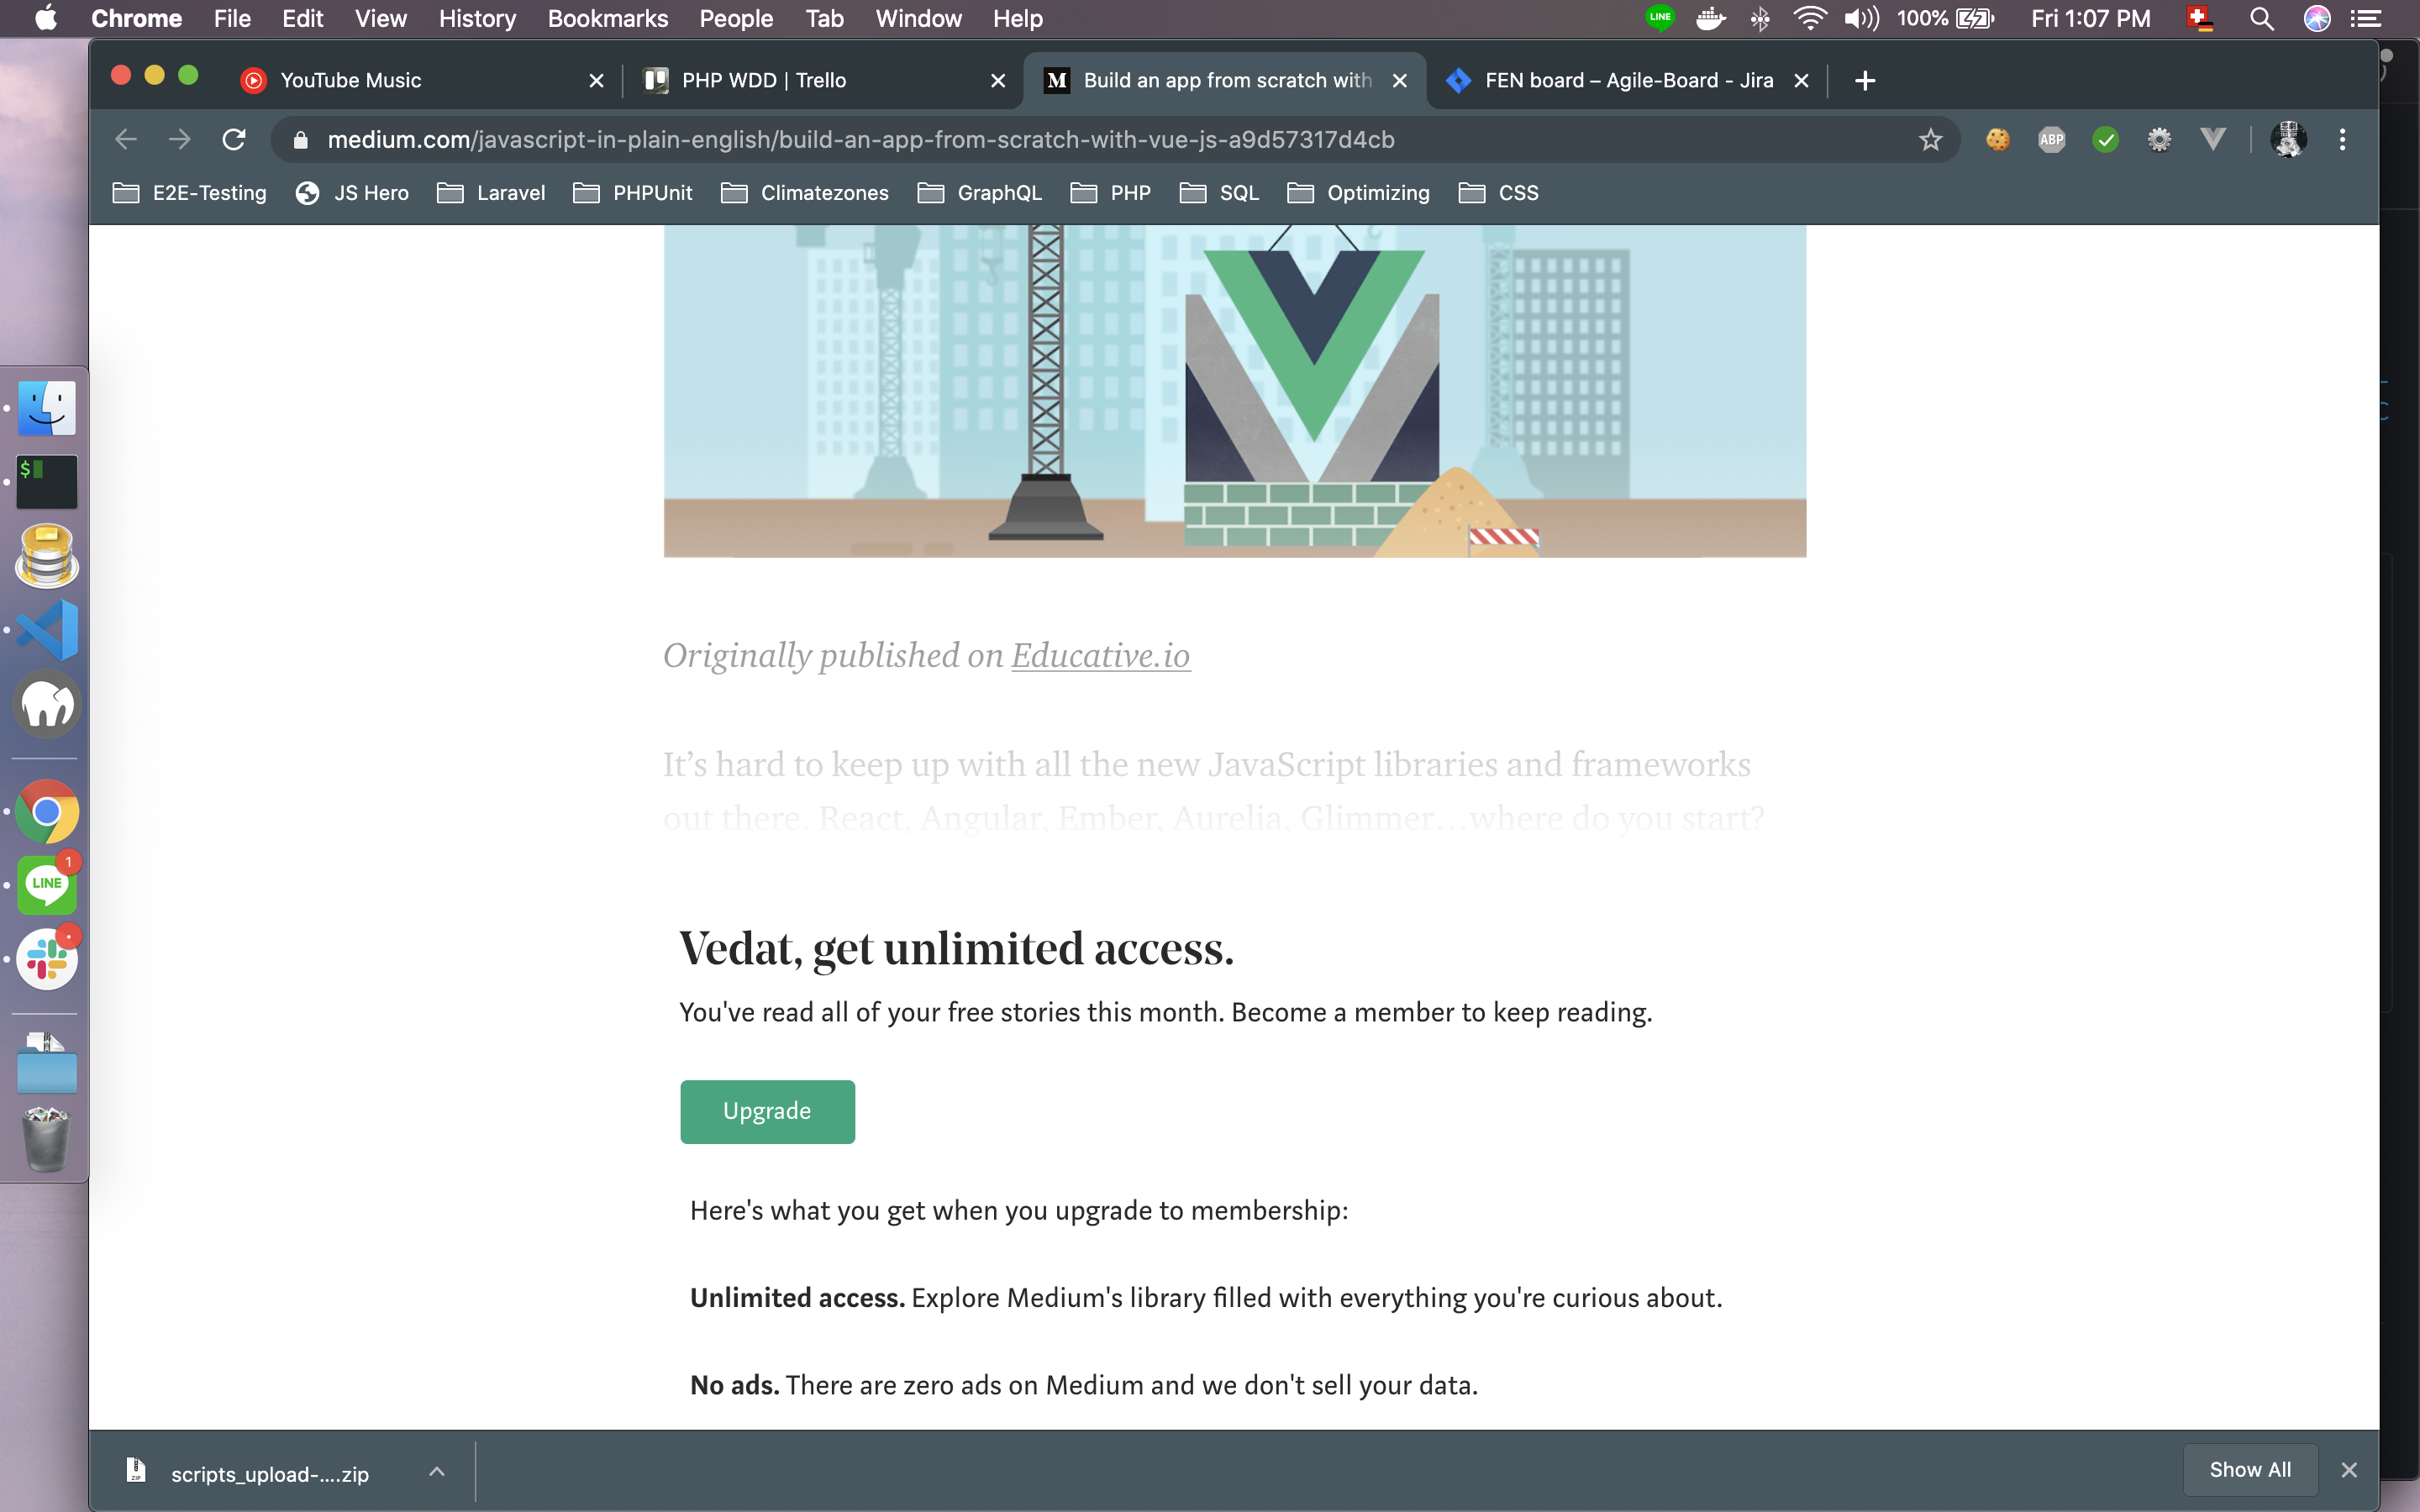 Chrome File Edit View History Bookmarks People Tab Window Help LINE 100% Fri 1:07 PM
YouTube Music PHP WDD | Trello M Build an app from scratch with FEN board – Agile-Board - Jira
medium.com/javascript-in-plain-english/build-an-app-from-scratch-with-vue-js-a9d57317d4cb ABP
E2E-Testing JS Hero Laravel PHPUnit Climatezones GraphQL PHP SQL Optimizing CSS
$
Originally published on Educative.io
It’s hard to keep up with all the new JavaScript libraries and frameworks
out there. React, Angular, Ember, Aurelia, Glimmer…where do you start?
1
LINE
Vedat, get unlimited access.
You've read all of your free stories this month. Become a member to keep reading.
Upgrade
Here's what you get when you upgrade to membership:
Unlimited access. Explore Medium's library filled with everything you're curious about.
No ads. There are zero ads on Medium and we don't sell your data.
ZIP scripts_upload-....zip Show All